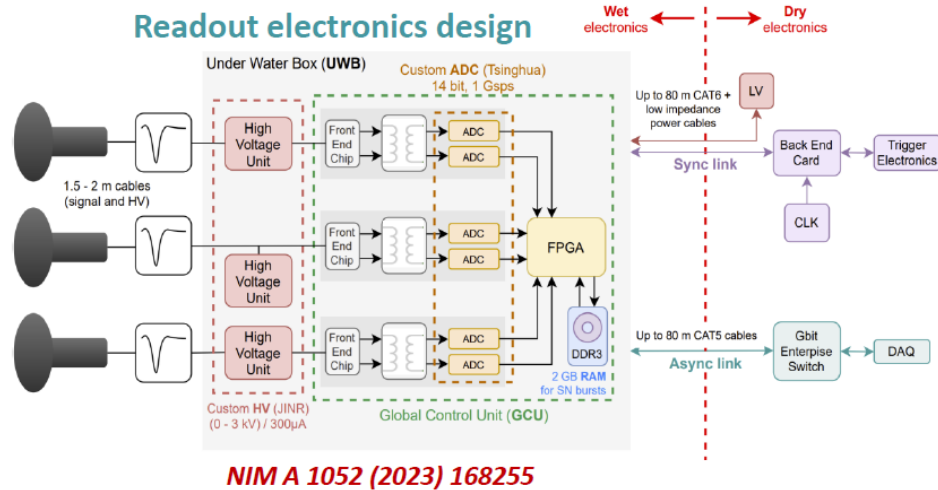 Readout electronics design
Wet
electronics
Dry
electronics
Under Water Box (UWB)
Custom ADC (Tsinghua)
14 bit, 1 Gsps
Up to 80 m CAT6 +
low impedance
power cables
LV
High
Voltage
Unit
Front
End
Chip
ADC
ADC
Sync link
Back End
Card
Trigger
Electronics
CLK
1.5 - 2 m cables
(signal and HV)
High
Voltage
Unit
Front
End
Chip
ADC
ADC
FPGA
High
Voltage
Unit
Front
End
Chip
ADC
ADC
DDR3
2 GB RAM
for SN bursts
Up to 80 m CAT5 cables
Async link
Gbit
Enterpise
Switch
DAQ
Custom HV (JINR)
(0 - 3 kV) / 300µA
Global Control Unit (GCU)
NIM A 1052 (2023) 168255